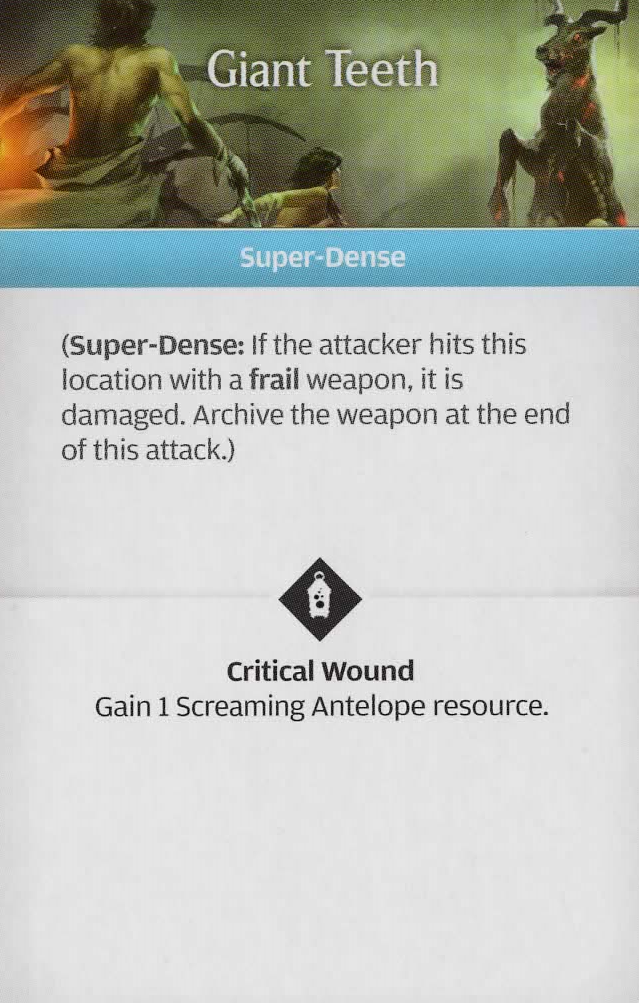 Giant Teeth
Super-Dense
(Super-Dense: If the attacker hits this
location with a frail weapon, it is
damaged. Archive the weapon at the end
of this attack.)
Critical Wound
Gain 1 Screaming Antelope resource.